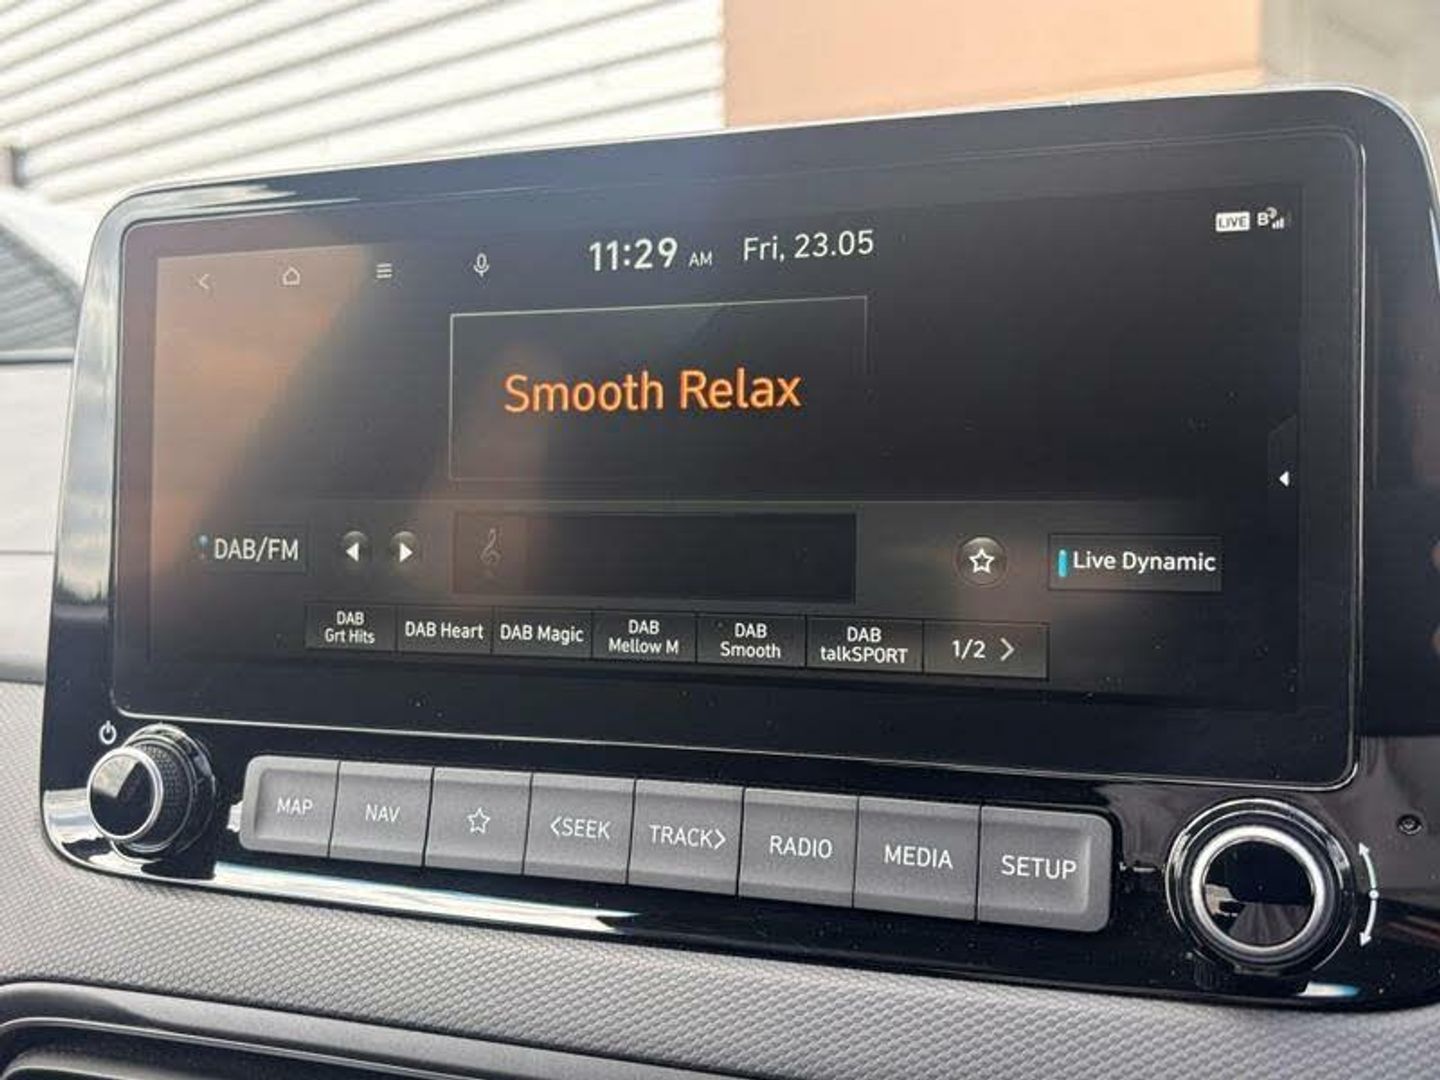 11:29 AM Fri, 23.05
LIVE B
Smooth Relax
DAB/FM
Live Dynamic
DAB
Grt Hits
DAB Heart
DAB Magic
DAB
Mellow M
DAB
Smooth
DAB
talkSPORT
1/2 >
MAP
NAV
<SEEK
TRACK>
RADIO
MEDIA
SETUP